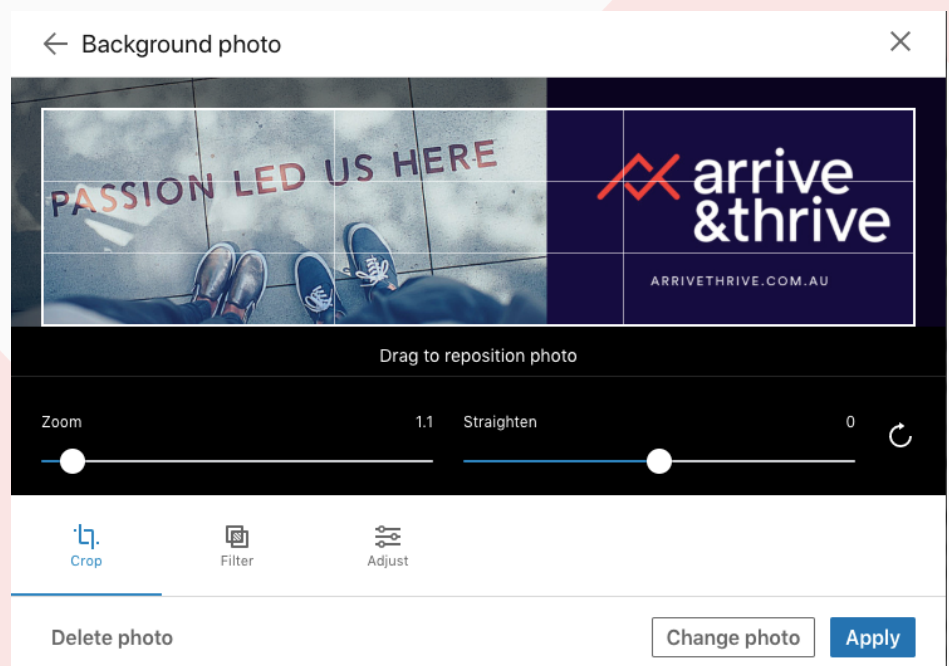 Background photo
PASSION LED US HERE
arrive
&thrive
ARRIVETHRIVE.COM.AU
Drag to reposition photo
Zoom 1.1 Straighten 0
Crop Filter Adjust
Delete photo Change photo Apply